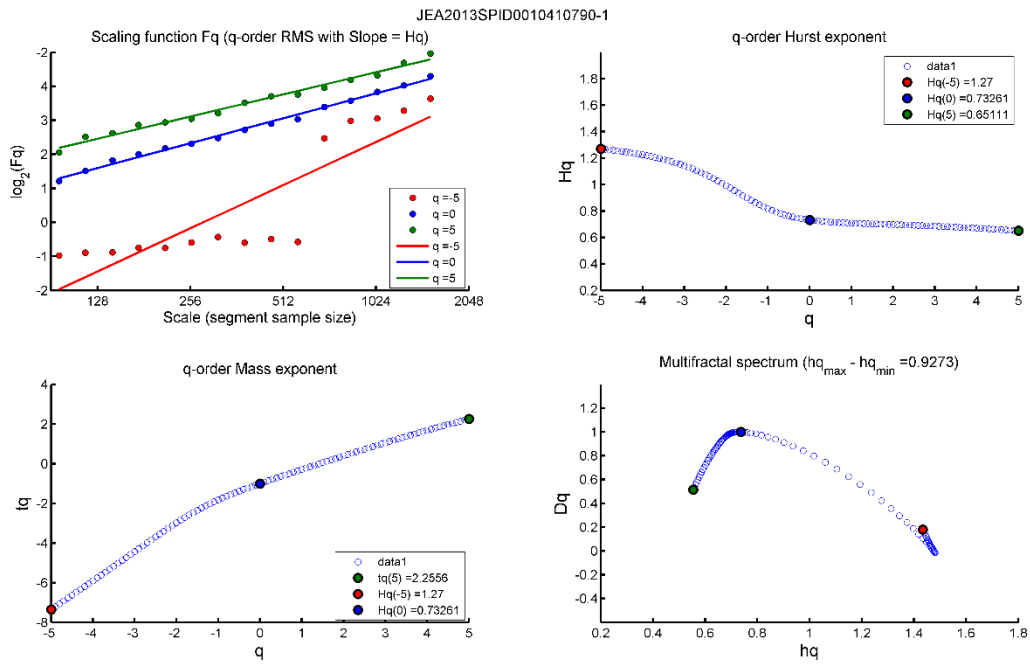 JEA2013SPID0010410790-1
Scaling function Fq (q-order RMS with Slope = Hq)
-2
4
3
2
1
0
-1
-2
log2(Fq)
128
256
512
1024
2048
Scale (segment sample size)
q =-5
q =0
q =5
q =-5
q =0
q =5
q-order Hurst exponent
1.8
1.6
1.4
1.2
1
0.8
0.6
0.4
0.2
Hq
-5
-4
-3
-2
-1
0
1
2
3
4
5
q
data1
Hq(-5) =1.27
Hq(0) =0.73261
Hq(5) =0.65111
q-order Mass exponent
4
2
0
-2
-4
-6
-8
tq
-5
-4
-3
-2
-1
0
1
2
3
4
5
q
data1
tq(5) =2.2556
Hq(-5) =1.27
Hq(0) =0.73261
Multifractal spectrum (hqmax - hqmin =0.9273)
1.2
1
0.8
0.6
0.4
0.2
0
-0.2
-0.4
Dq
0.2
0.4
0.6
0.8
1
1.2
1.4
1.6
1.8
hq